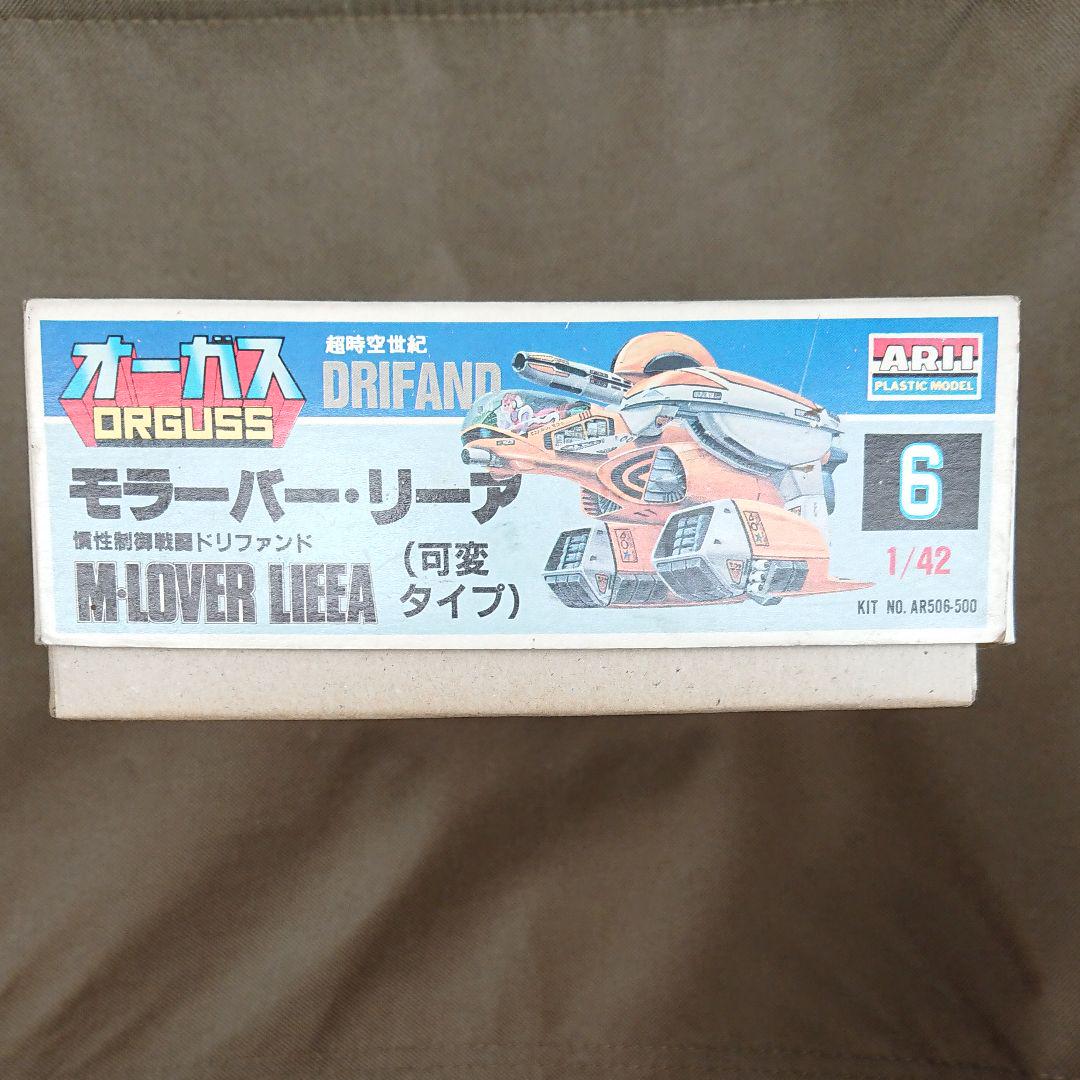 オーガス
ORGUSS
超時空世紀
DRIFAND
モラーバー・リーア
慣性制御戦闘ドリファンド
M·LOVER LIEEA
(可変
タイプ)
ARII
PLASTIC MODEL
6
1/42
KIT NO. AR506-500